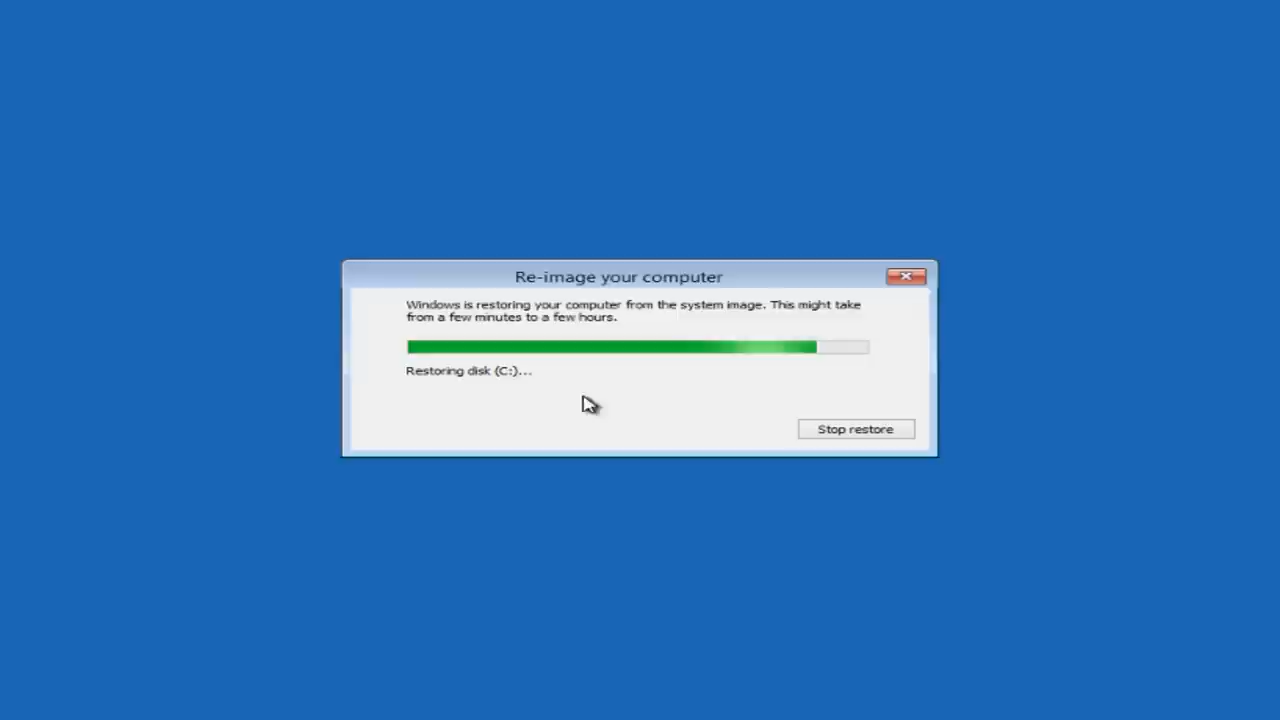 Re-image your computer
Windows is restoring your computer from the system image. This might take
from a few minutes to a few hours.
Restoring disk (C:)...
Stop restore